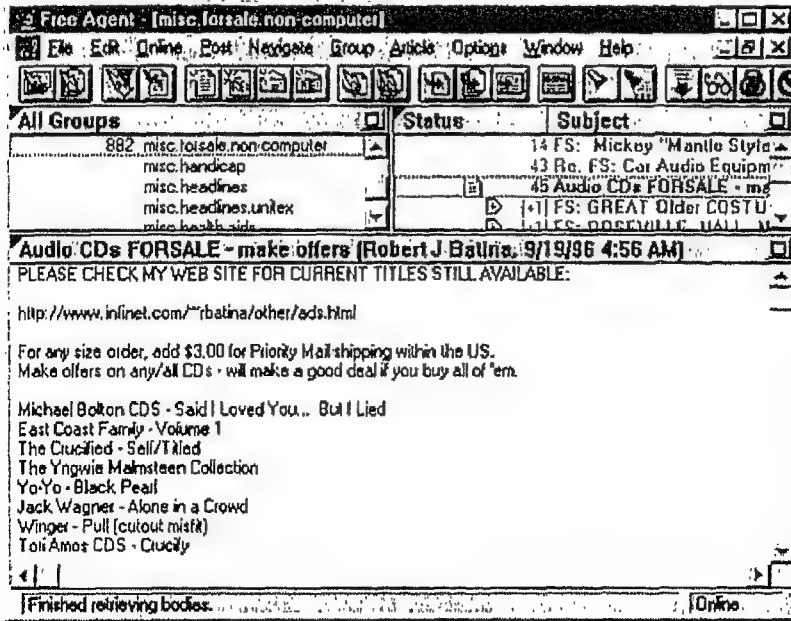 Free Agent - [misc.forsale.non-computer]
File Edit Online Post Navigate Group Article Options Window Help
All Groups
Status Subject
882 misc.forsale.non-computer
misc.handicap
misc.headlines
misc.headlines.unitex
misc.health.aids
14 FS: Mickey "Mantle Style
43 Re. FS: Car Audio Equipm
45 Audio CDs FORSALE - ma
[+] FS: GREAT Older COSTU
Audio CDs FORSALE - make offers [Robert J Batina, 9/19/96 4:56 AM]
PLEASE CHECK MY WEB SITE FOR CURRENT TITLES STILL AVAILABLE:
http://www.infinet.com/~rbatina/other/ads.html
For any size order, add $3.00 for Priority Mail shipping within the US.
Make offers on any/all CDs - will make a good deal if you buy all of 'em.
Michael Bolton CDS - Said I Loved You... But I Lied
East Coast Family - Volume 1
The Crucified - Self/Titled
The Yngwie Malmsteen Collection
Yo-Yo - Black Pearl
Jack Wagner - Alone in a Crowd
Winger - Pull (cutout misfit)
Tori Amos CDS - Crucify
Finished retrieving bodies.
Online